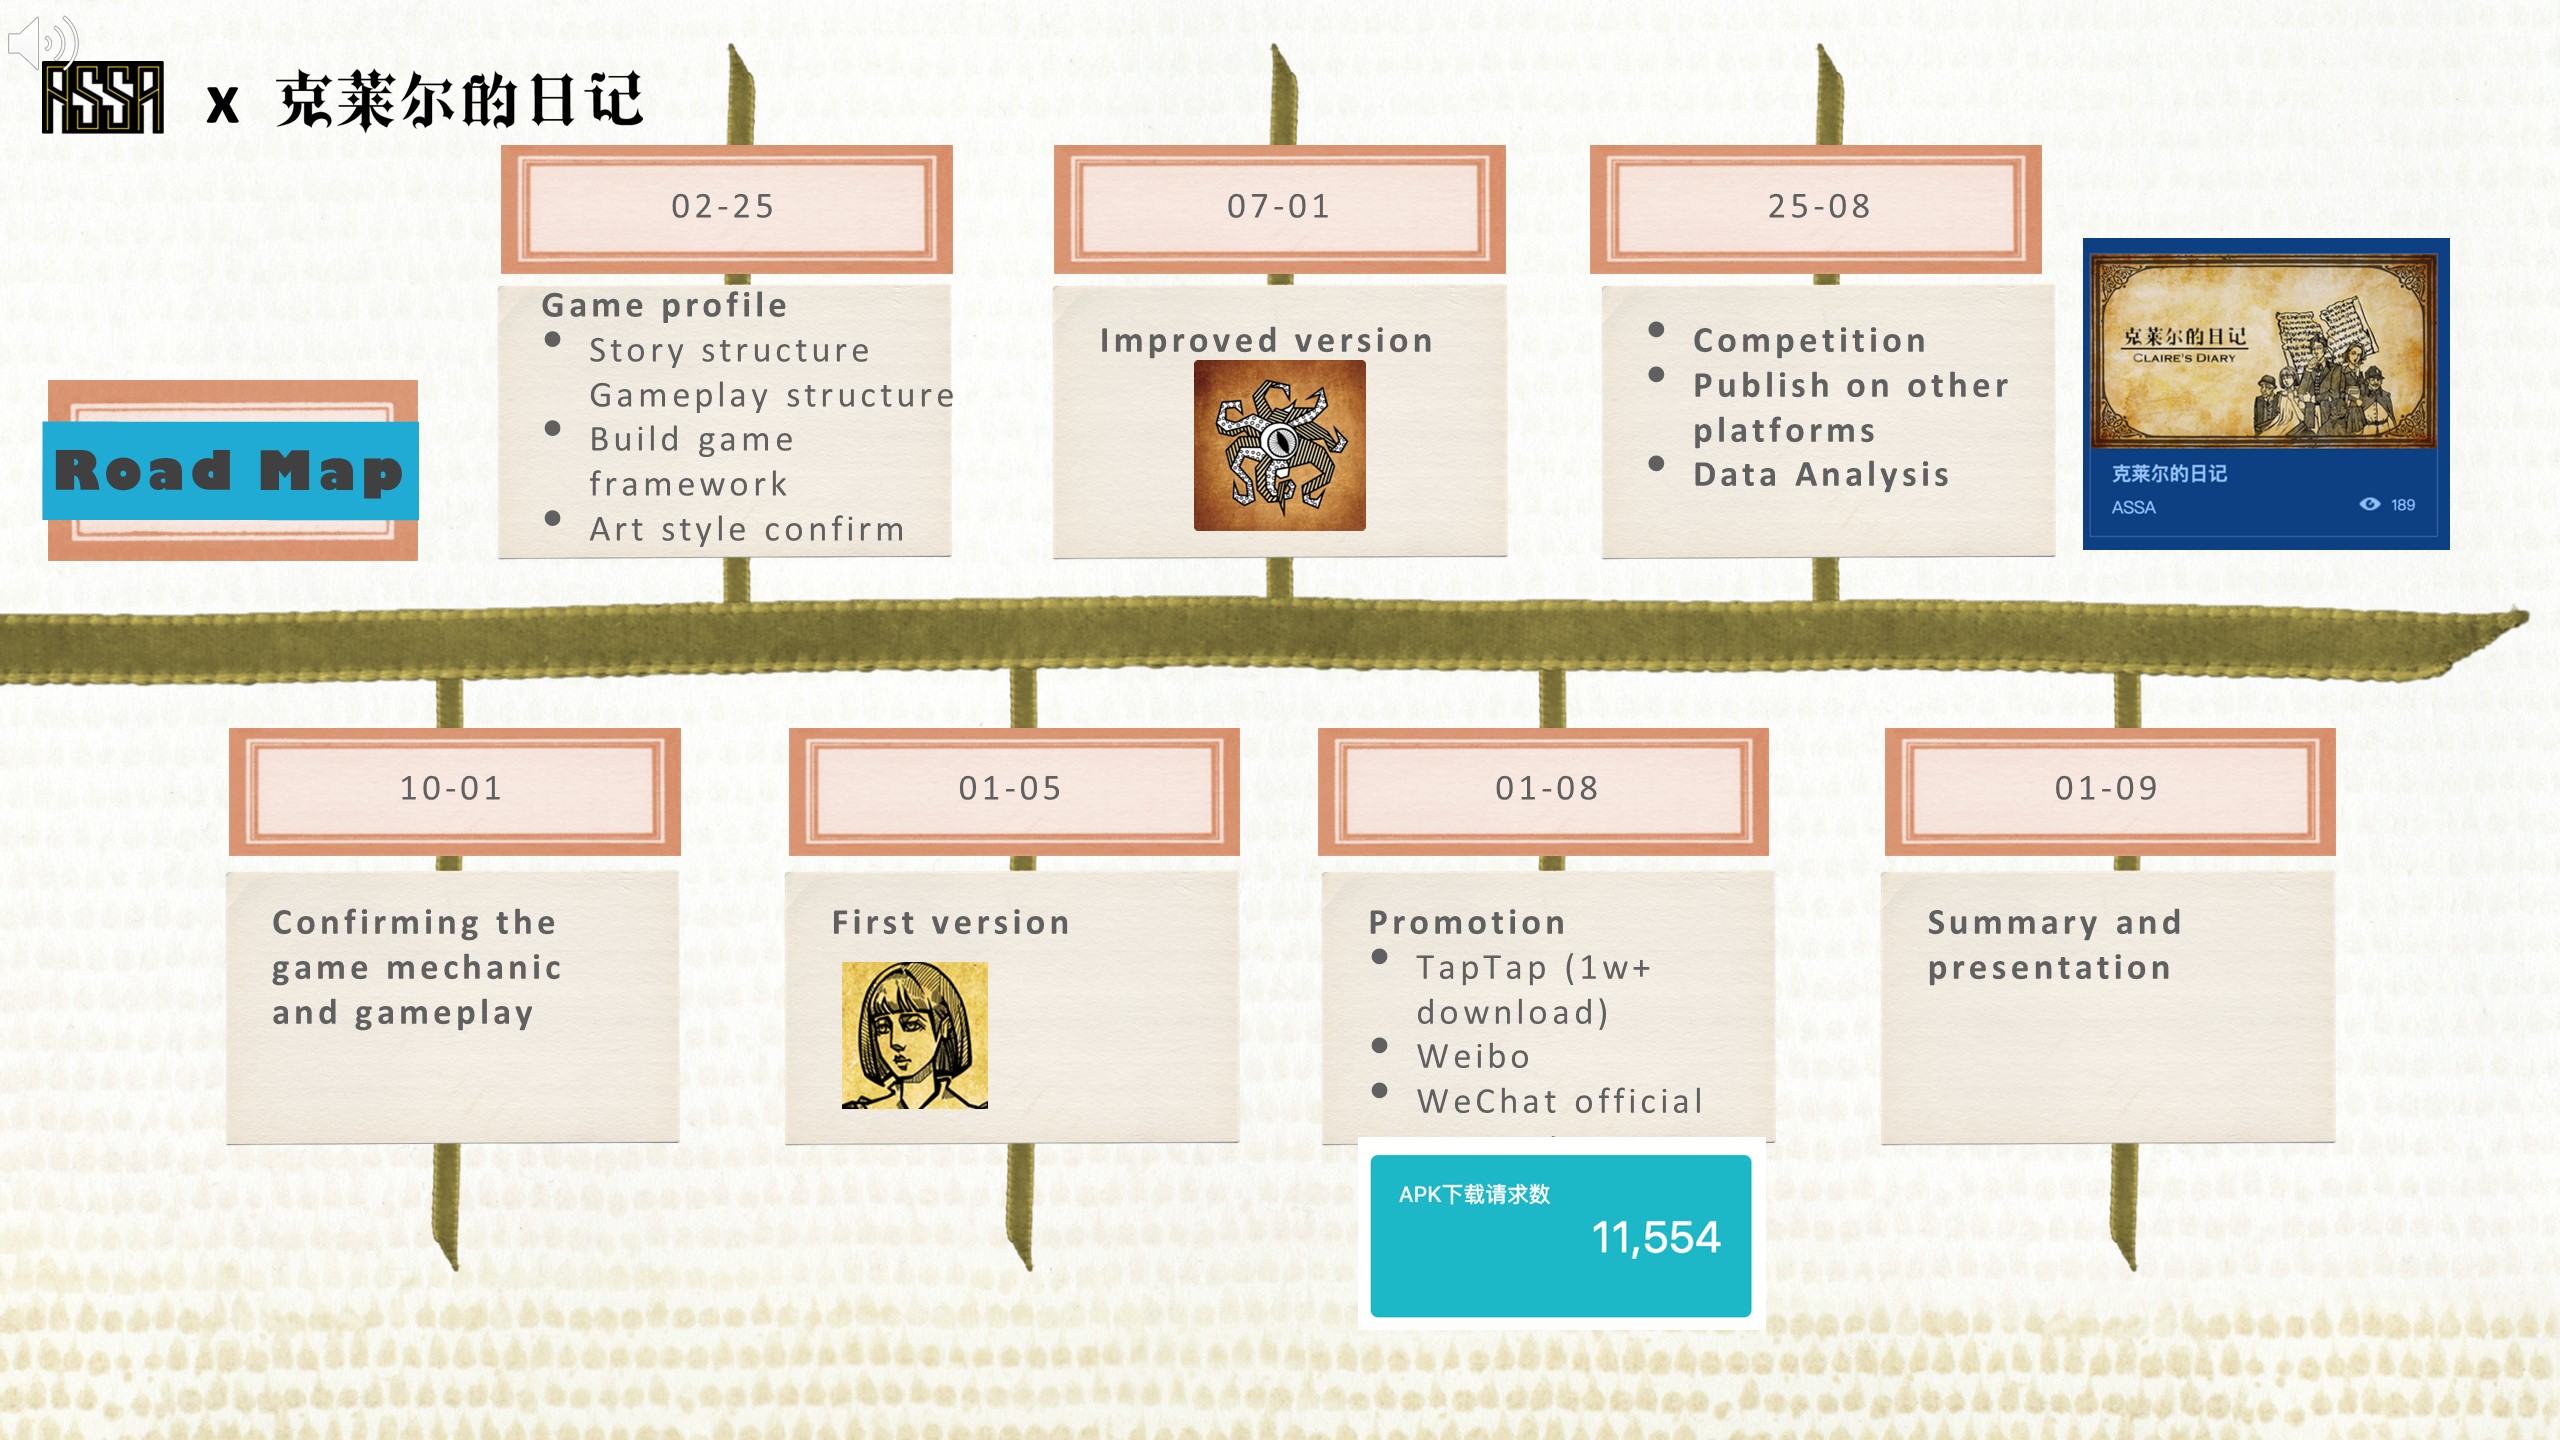 ASSA x 克莱尔的日记
Road Map
02-25
Game profile
Story structure
Gameplay structure
Build game
framework
Art style confirm
07-01
Improved version
25-08
Competition
Publish on other
platforms
Data Analysis
克莱尔的日记
CLAIRE'S DIARY
克莱尔的日记
ASSA
189
10-01
Confirming the
game mechanic
and gameplay
01-05
First version
01-08
Promotion
TapTap (1w+
download)
Weibo
WeChat official
APK下载请求数
11,554
01-09
Summary and
presentation